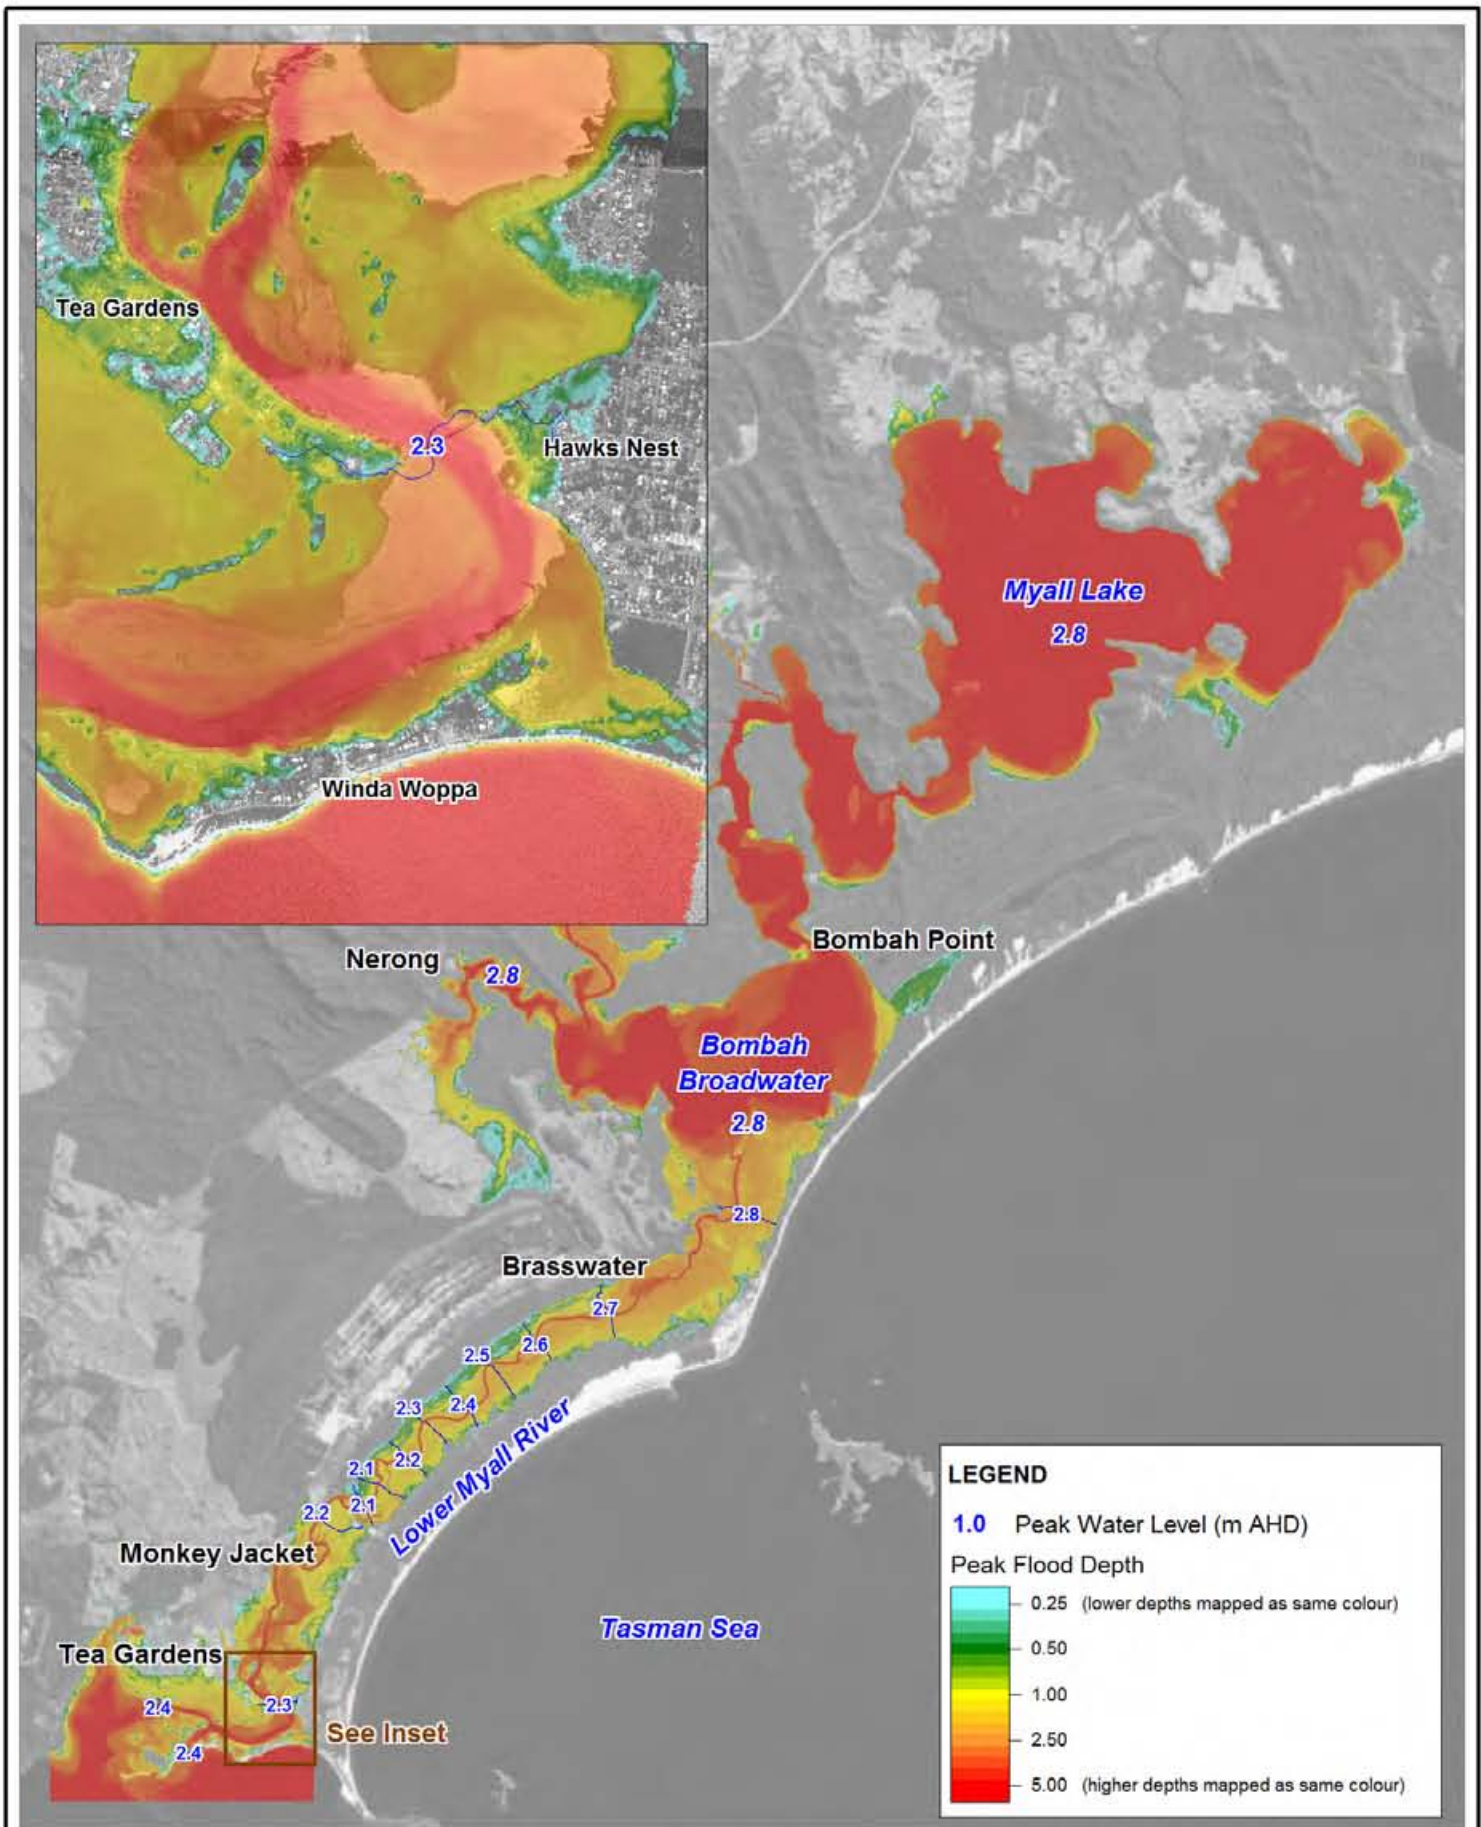 Tea Gardens
2.3
Hawks Nest
Winda Woppa
Myall Lake
2.8
Bombah Point
Nerong
2.8
Bombah
Broadwater
2.8
2.8
Brasswater
2.7
2.6
2.5
2.4
2.3
2.2
2.1
2.1
2.2
Lower Myall River
Monkey Jacket
Tasman Sea
Tea Gardens
2.4
2.3
See Inset
2.4
LEGEND
1.0 Peak Water Level (m AHD)
Peak Flood Depth
0.25 (lower depths mapped as same colour)
0.50
1.00
2.50
5.00 (higher depths mapped as same colour)